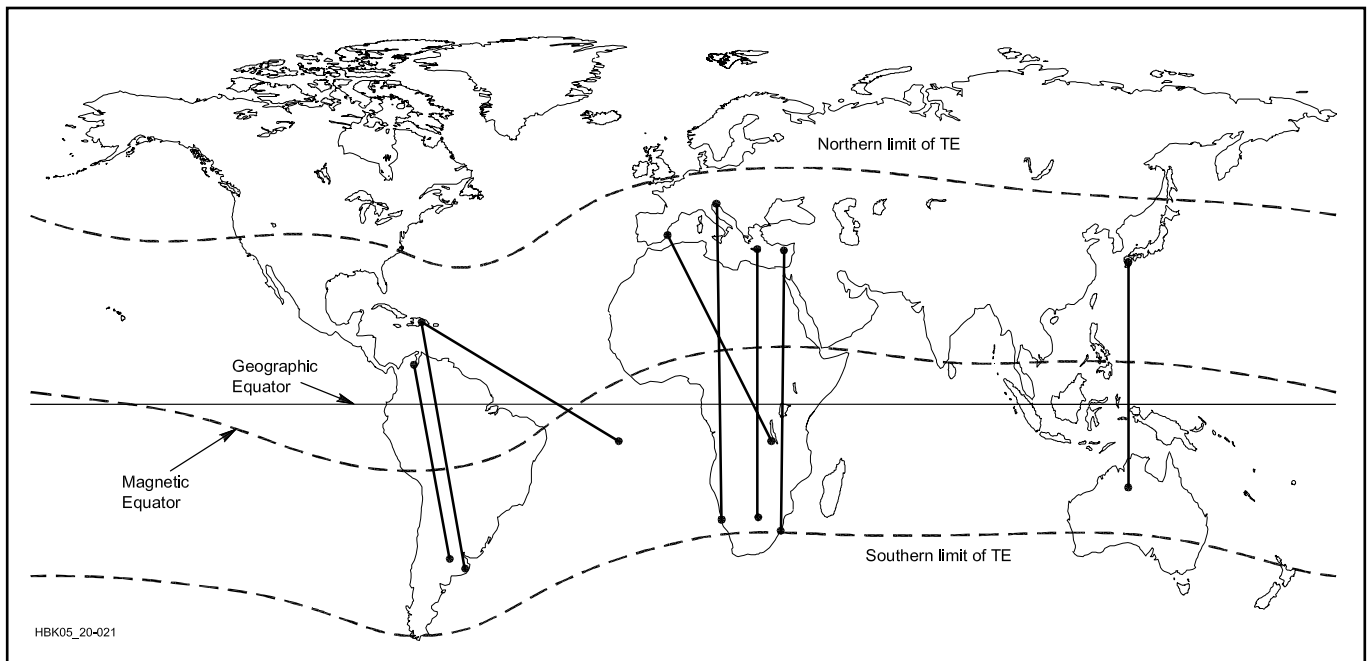 Northern limit of TE
Geographic
Equator
Magnetic
Equator
Southern limit of TE
HBK05_20-021